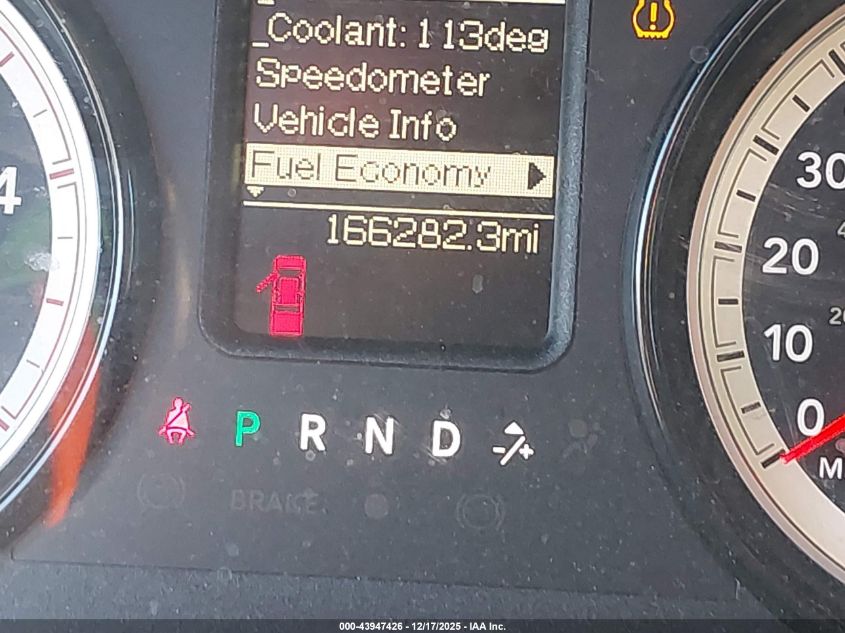 _Coolant: 113deg
Speedometer
Vehicle Info
Fuel Economy
166282.3mi
4
30
20
10
0
P R N D -/+
BRAKE
000-43947426 - 12/17/2025 - IAA Inc.